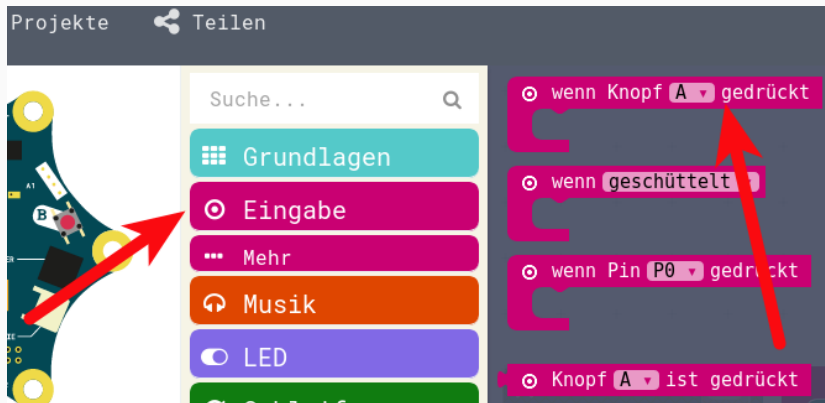 Projekte
Teilen
Suche...
Grundlagen
Eingabe
Mehr
Musik
LED
A1
B
wenn Knopf A gedrückt
wenn geschüttelt
wenn Pin P0 gedrückt
Knopf A ist gedrückt